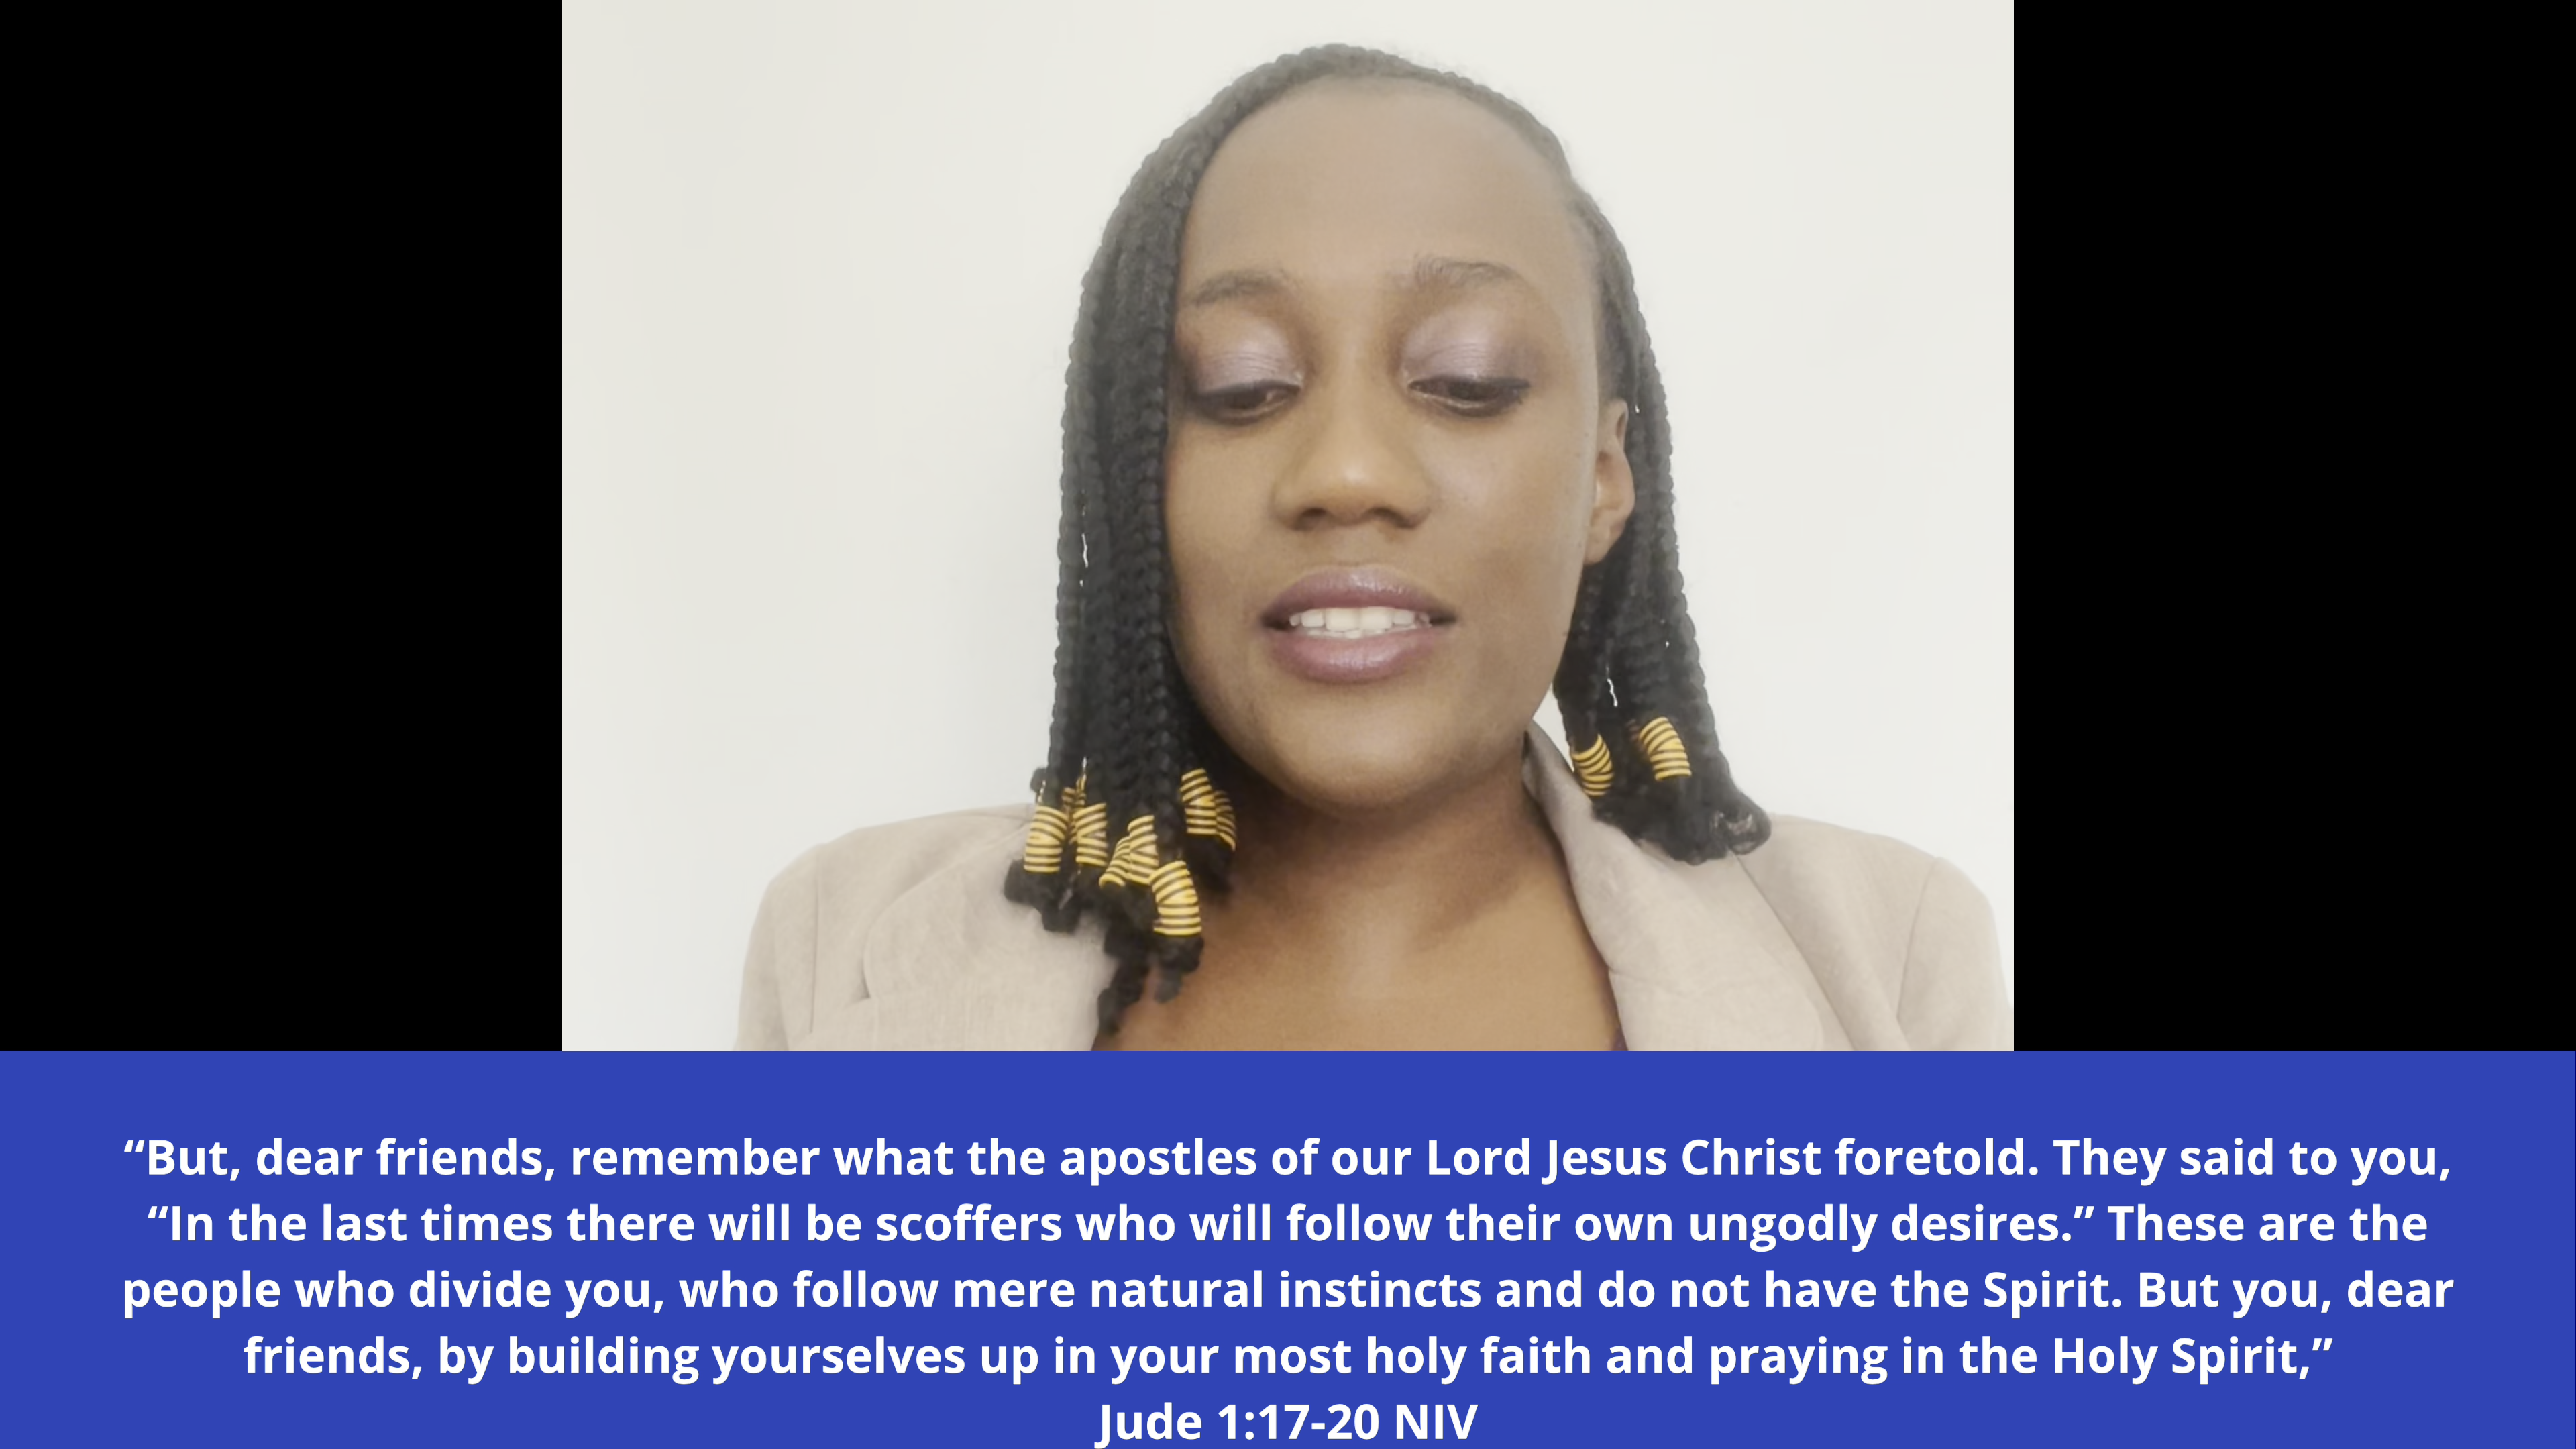 “But, dear friends, remember what the apostles of our Lord Jesus Christ foretold. They said to you,
“In the last times there will be scoffers who will follow their own ungodly desires.” These are the
people who divide you, who follow mere natural instincts and do not have the Spirit. But you, dear
friends, by building yourselves up in your most holy faith and praying in the Holy Spirit,”
Jude 1:17-20 NIV